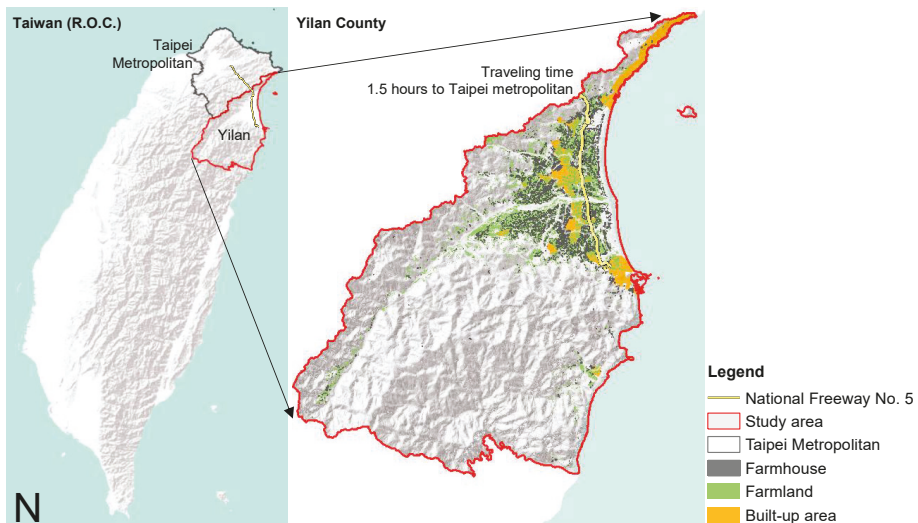 Taiwan (R.O.C.)
Taipei
Metropolitan
Yilan
N
Yilan County
Traveling time
1.5 hours to Taipei metropolitan
Legend
National Freeway No. 5
Study area
Taipei Metropolitan
Farmhouse
Farmland
Built-up area